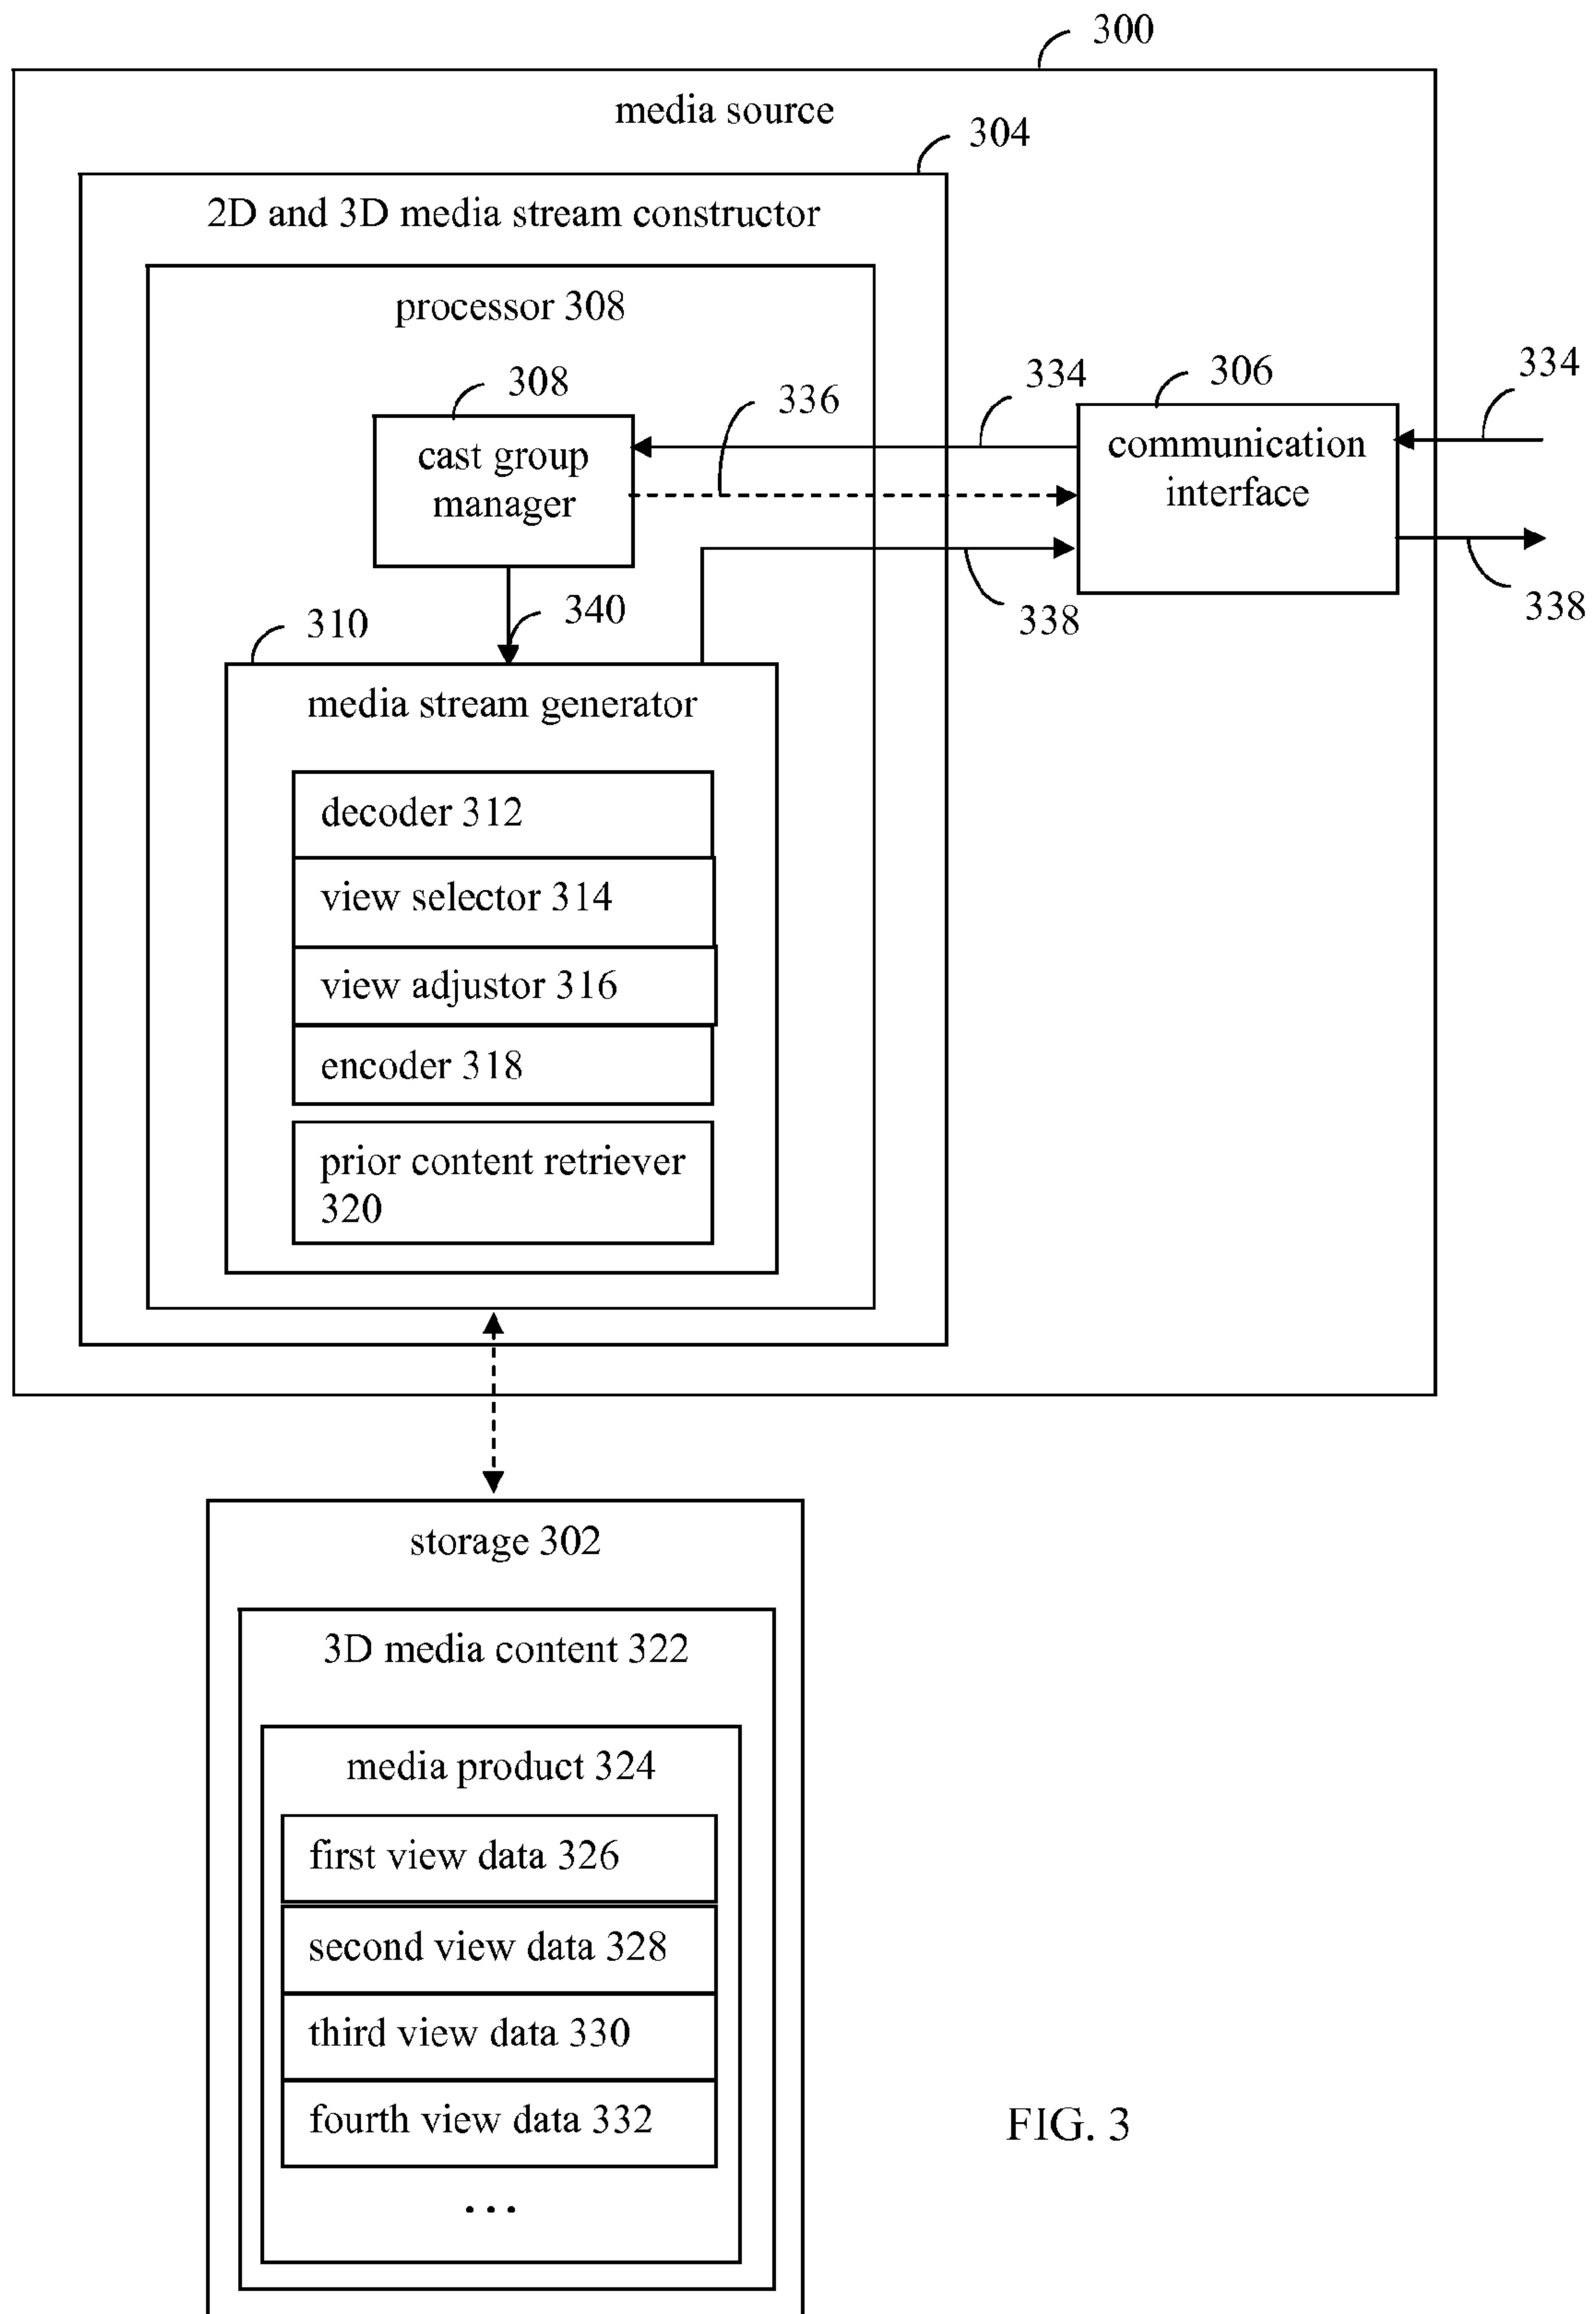 300
media source
304
2D and 3D media stream constructor
processor 308
308
336
334
306
334
cast group
manager
communication
interface
310
340
338
338
media stream generator
decoder 312
view selector 314
view adjustor 316
encoder 318
prior content retriever
320
storage 302
3D media content 322
media product 324
first view data 326
second view data 328
third view data 330
fourth view data 332
...
FIG. 3